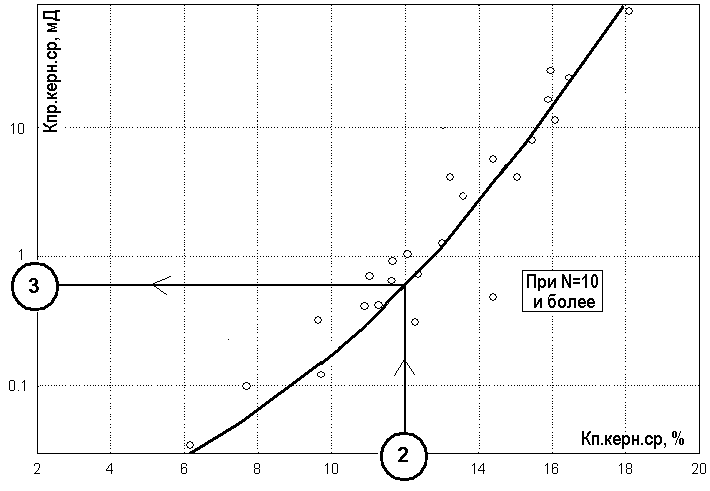 Кпр.керн.ср, мД
10
1
0.1
3
При N=10
и более
Кп.керн.ср, %
2
2 4 6 8 10 12 14 16 18 20